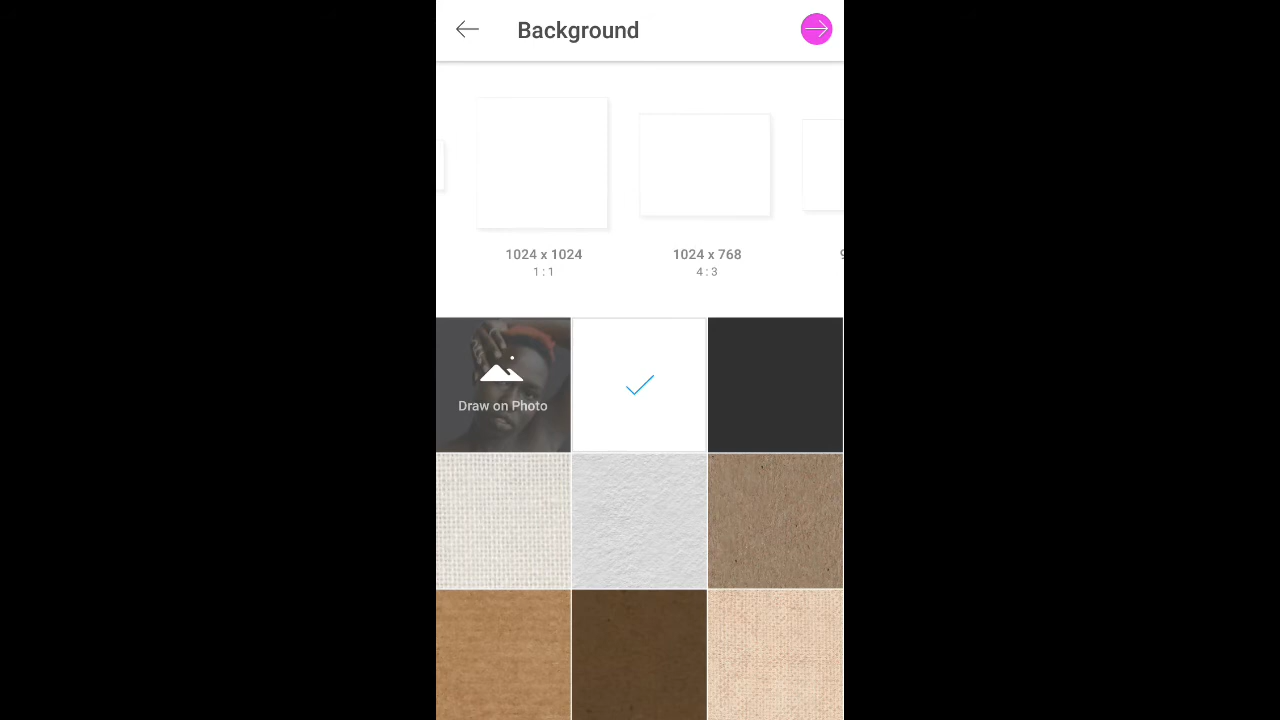 Background
1024 x 1024
1 : 1
1024 x 768
4 : 3
Draw on Photo